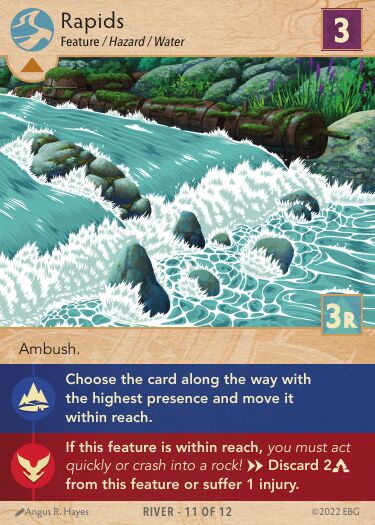 Rapids
Feature / Hazard / Water
3
3R
Ambush.
Choose the card along the way with
the highest presence and move it
within reach.
If this feature is within reach, you must act
quickly or crash into a rock! Discard 2
from this feature or suffer 1 injury.
Angus R. Hayes
RIVER - 11 OF 12
©2022 EBG